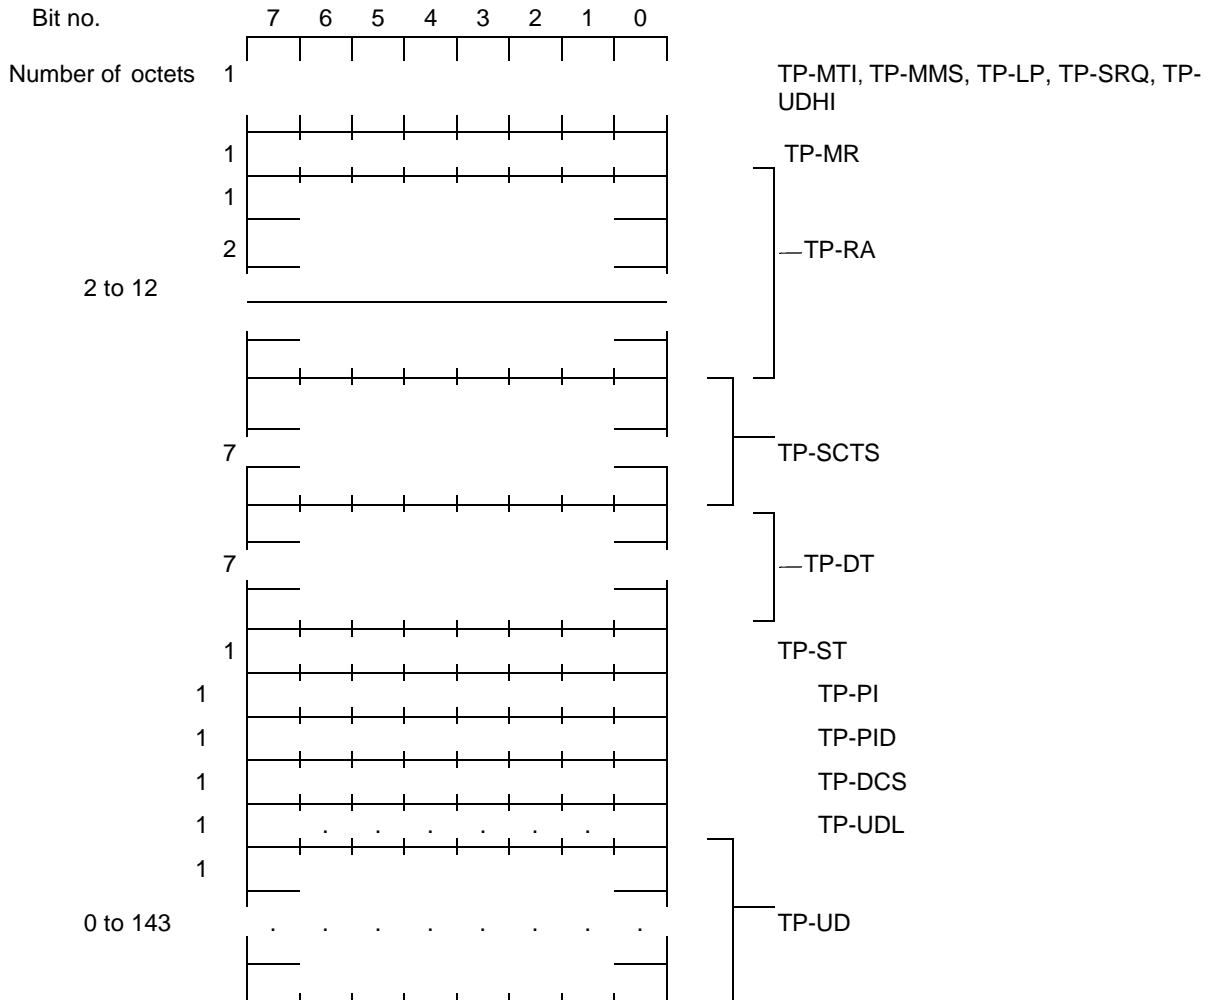 Bit no. 7 6 5 4 3 2 1 0
Number of octets 1 TP-MTI, TP-MMS, TP-LP, TP-SRQ, TP-
UDHI
1 TP-MR
1
2 TP-RA
2 to 12
7 TP-SCTS
7 TP-DT
1 TP-ST
1 TP-PI
1 TP-PID
1 TP-DCS
1 . . . . . . TP-UDL
1
0 to 143 . . . . . . . . TP-UD